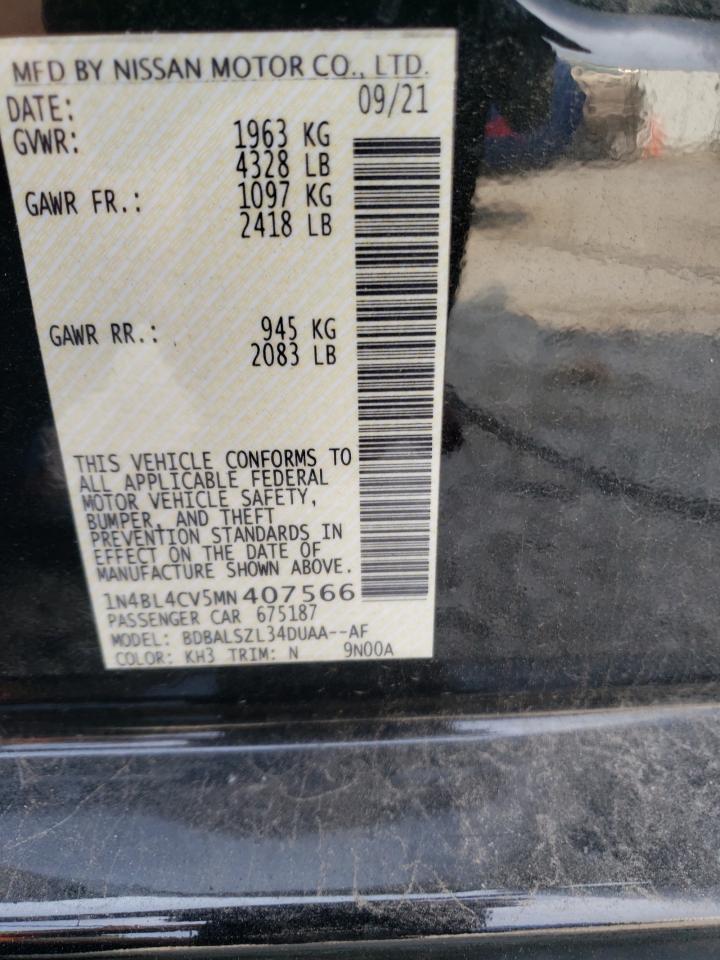 MFD BY NISSAN MOTOR CO., LTD.
DATE: 09/21
GVWR: 1963 KG
4328 LB
GAWR FR.: 1097 KG
2418 LB
GAWR RR.: 945 KG
2083 LB
THIS VEHICLE CONFORMS TO
ALL APPLICABLE FEDERAL
MOTOR VEHICLE SAFETY,
BUMPER, AND THEFT
PREVENTION STANDARDS IN
EFFECT ON THE DATE OF
MANUFACTURE SHOWN ABOVE.
1N4BL4CV5MN407566
PASSENGER CAR 675187
MODEL: BDBALSZL34DUAA--AF
COLOR: KH3 TRIM: N 9N00A